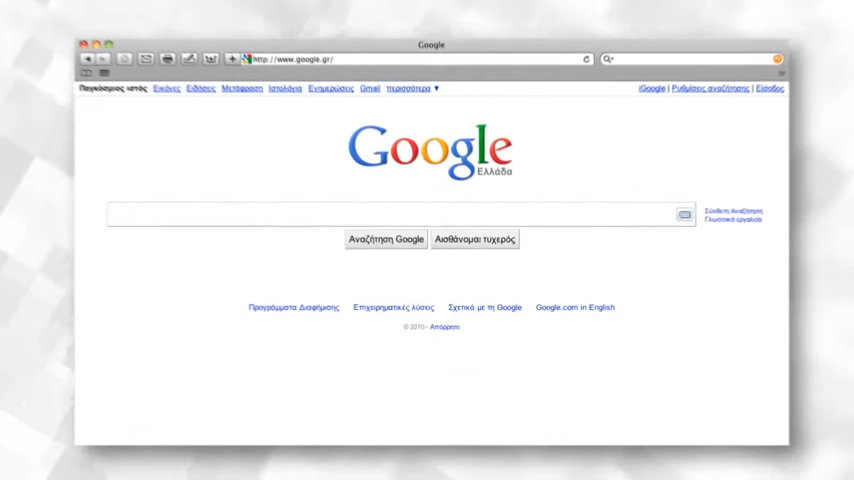 Google
http://www.google.gr/
Παγκόσμιος ιστός Εικόνες Ειδήσεις Μετάφραση Ιστολόγια Ενημερώσεις Gmail περισσότερα ▼
iGoogle | Ρυθμίσεις αναζήτησης | Είσοδος
Google
Ελλάδα
Σύνθετη Αναζήτηση
Γλωσσικά εργαλεία
Αναζήτηση Google Αισθάνομαι τυχερός
Προγράμματα Διαφήμισης Επιχειρηματικές λύσεις Σχετικά με τη Google Google.com in English
© 2010 - Απόρρητο